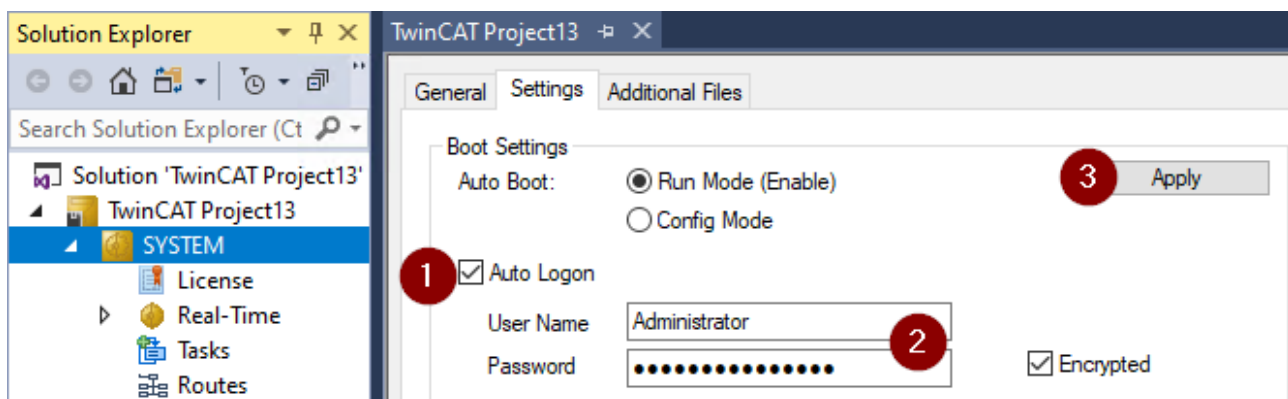 Solution Explorer
TwinCAT Project13
General Settings Additional Files
Search Solution Explorer (Ct
Solution 'TwinCAT Project13'
TwinCAT Project13
SYSTEM
License
Real-Time
Tasks
Routes
Boot Settings
Auto Boot: Run Mode (Enable)
3 Apply
Config Mode
1 Auto Logon
User Name Administrator
2
Password ●●●●●●●●●●●●●●● Encrypted